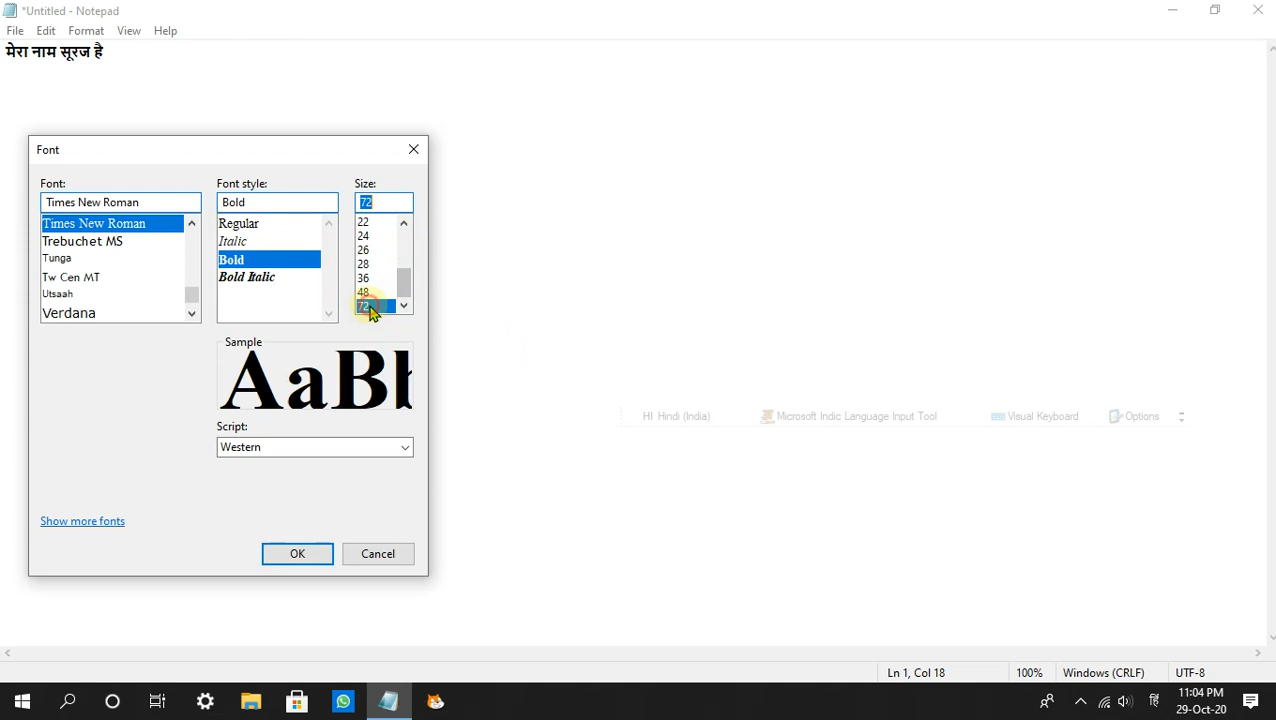 *Untitled - Notepad
File Edit Format View Help
मेरा नाम सूरज है
Font
Font: Font style: Size:
Times New Roman Bold 72
Times New Roman Regular 22
Trebuchet MS Italic 24
Tunga Bold 26
Tw Cen MT Bold Italic 28
Utsaah 36
Verdana 48
72
Sample
AaBb
Script:
Western
Show more fonts
OK Cancel
HI Hindi (India) Microsoft Indic Language Input Tool Visual Keyboard Options
Ln 1, Col 18 100% Windows (CRLF) UTF-8
हि 11:04 PM
29-Oct-20